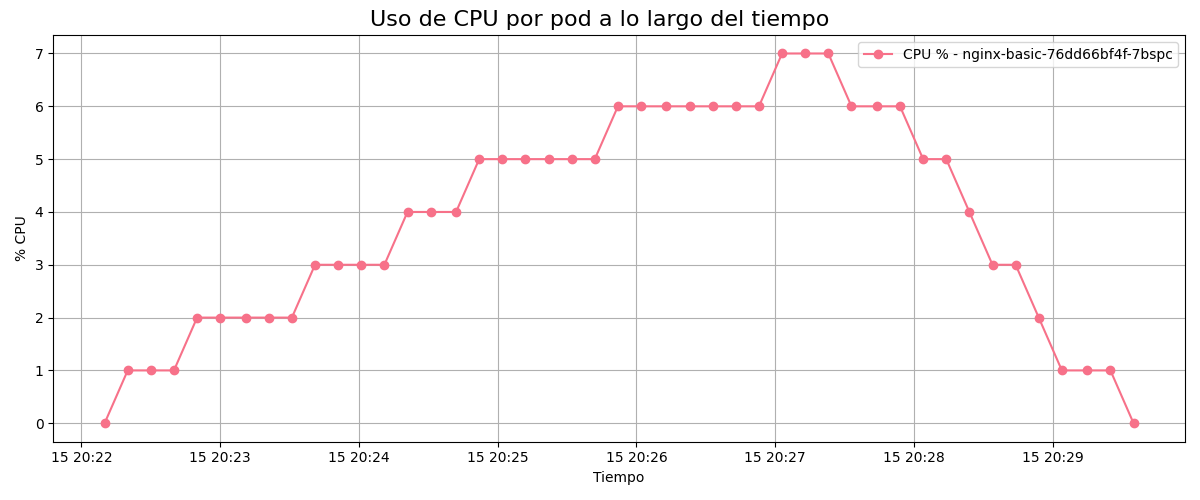 Uso de CPU por pod a lo largo del tiempo
CPU % - nginx-basic-76dd66bf4f-7bspc
% CPU
7
6
5
4
3
2
1
0
15 20:22 15 20:23 15 20:24 15 20:25 15 20:26 15 20:27 15 20:28 15 20:29
Tiempo